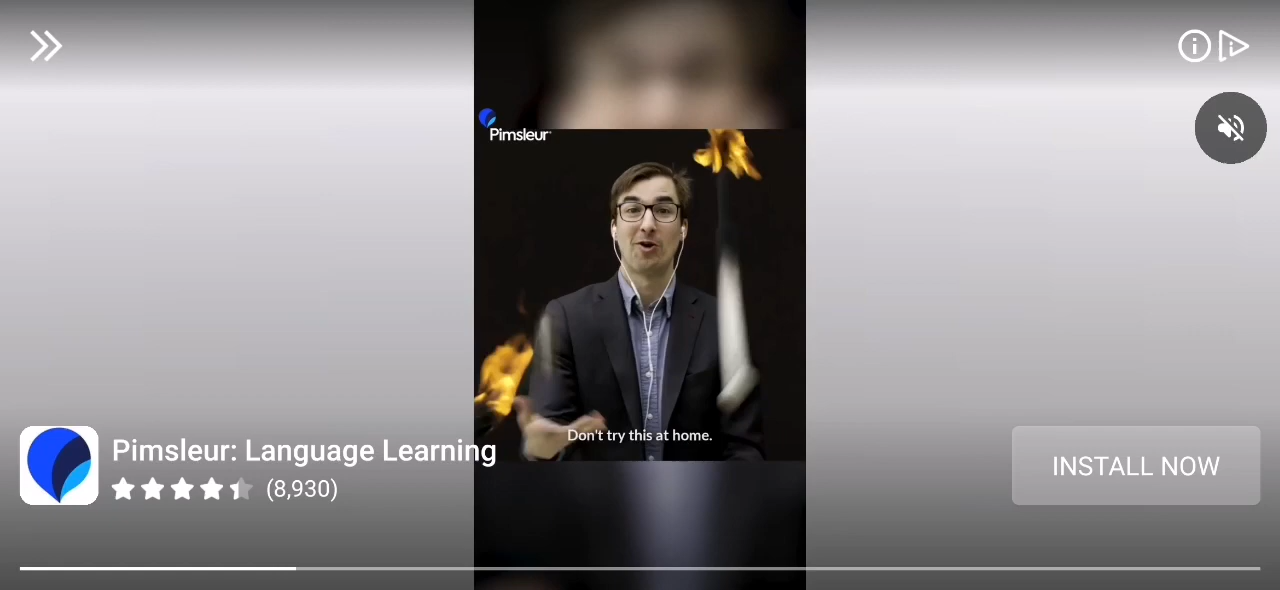 Pimsleur
Don't try this at home.
Pimsleur: Language Learning
(8,930)
INSTALL NOW